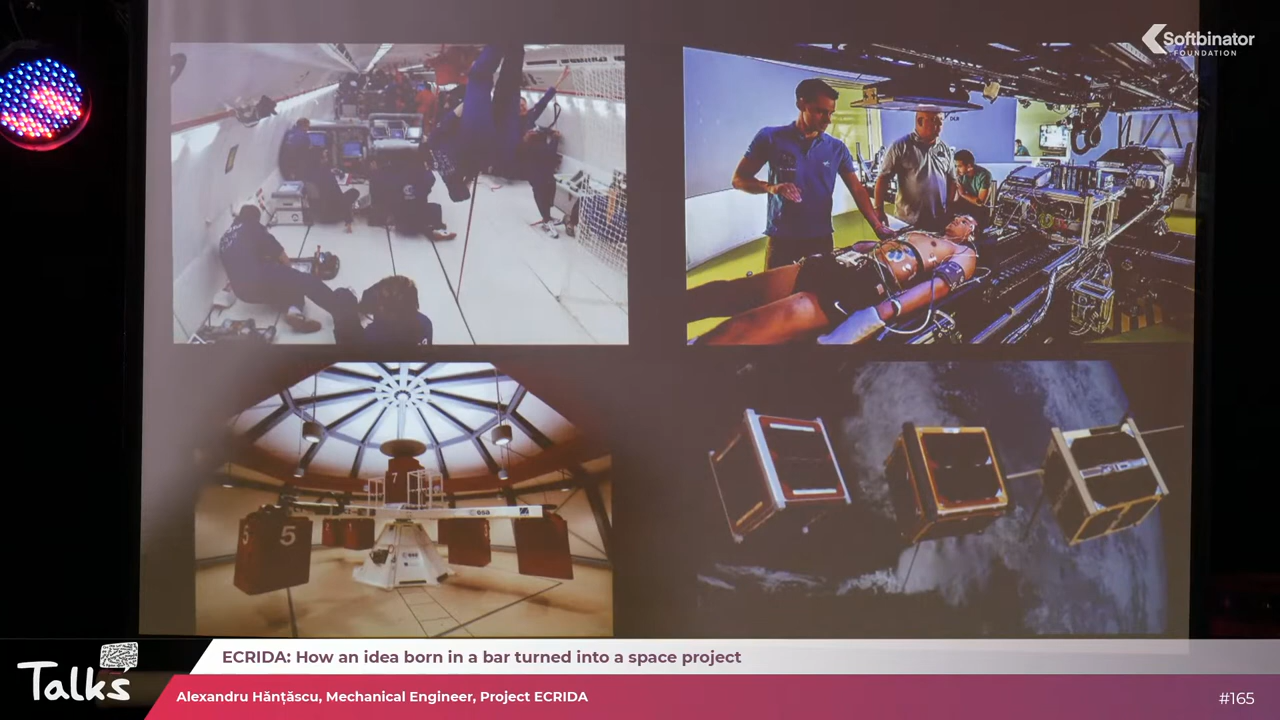 Softbinator
FOUNDATION
DLR
7
esa
5
5
Talks
ECRIDA: How an idea born in a bar turned into a space project
Alexandru Hănțăscu, Mechanical Engineer, Project ECRIDA
#165